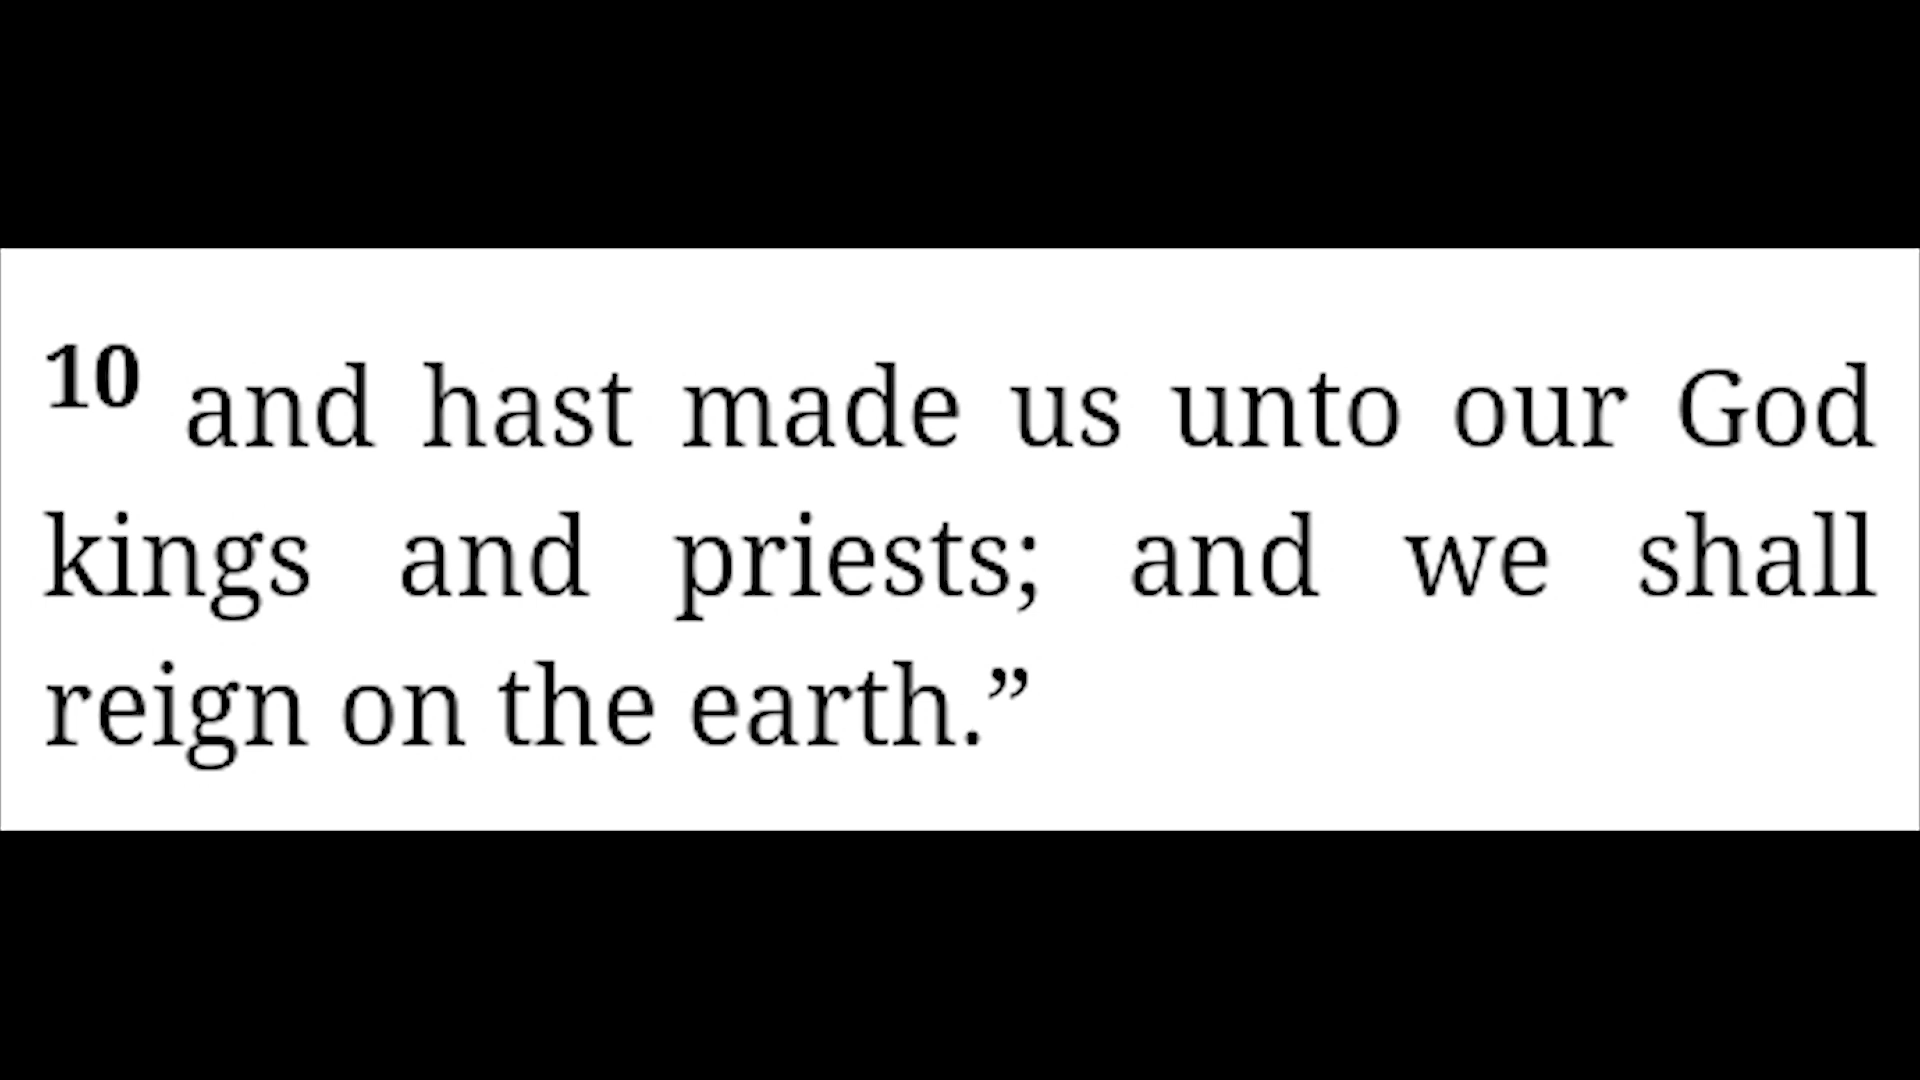 10 and hast made us unto our God
kings and priests; and we shall
reign on the earth.”